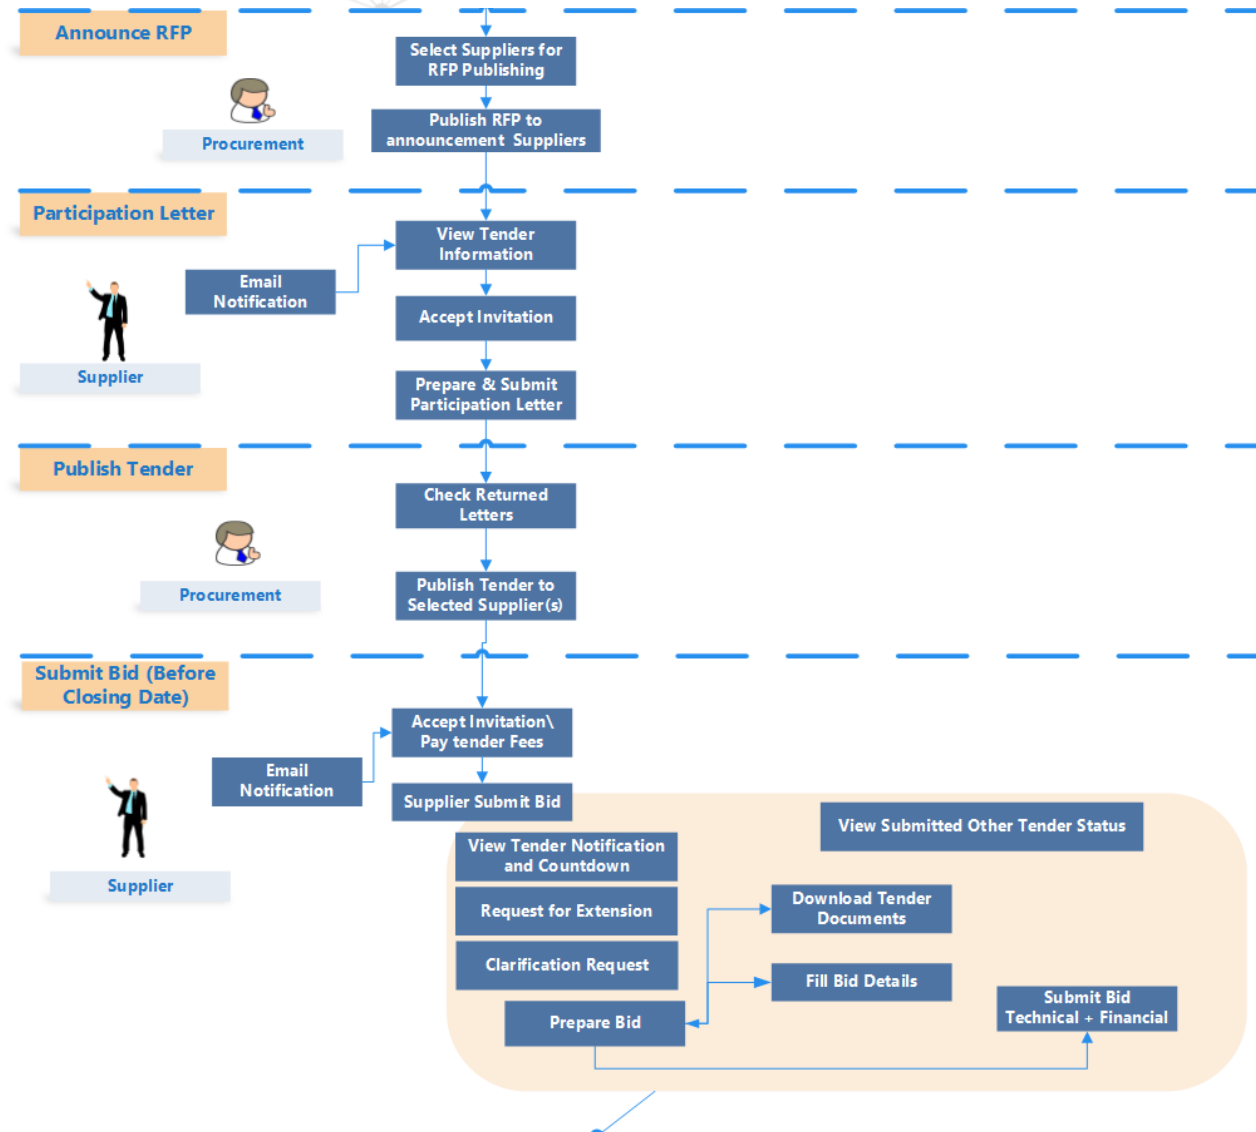 Announce RFP
Select Suppliers for
RFP Publishing
Publish RFP to
announcement Suppliers
Procurement
Participation Letter
View Tender
Information
Email
Notification
Accept Invitation
Supplier
Prepare & Submit
Participation Letter
Publish Tender
Check Returned
Letters
Procurement
Publish Tender to
Selected Supplier(s)
Submit Bid (Before
Closing Date)
Accept Invitation\
Pay tender Fees
Email
Notification
Supplier Submit Bid
Supplier
View Submitted Other Tender Status
View Tender Notification
and Countdown
Request for Extension
Download Tender
Documents
Clarification Request
Fill Bid Details
Prepare Bid
Submit Bid
Technical + Financial